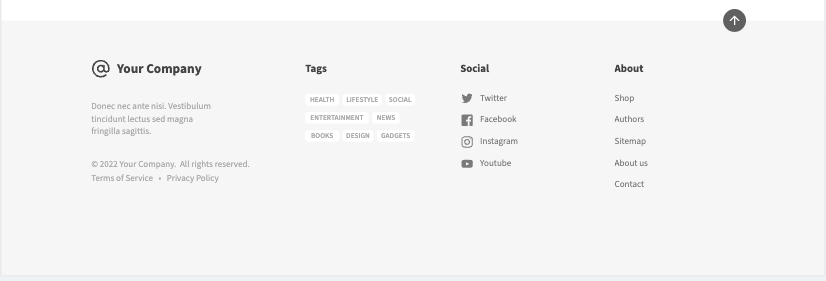 Your Company
Donec nec ante nisi. Vestibulum
tincidunt lectus sed magna
fringilla sagittis.
© 2022 Your Company. All rights reserved.
Terms of Service • Privacy Policy
Tags
HEALTH LIFESTYLE SOCIAL
ENTERTAINMENT NEWS
BOOKS DESIGN GADGETS
Social
Twitter
Facebook
Instagram
Youtube
About
Shop
Authors
Sitemap
About us
Contact